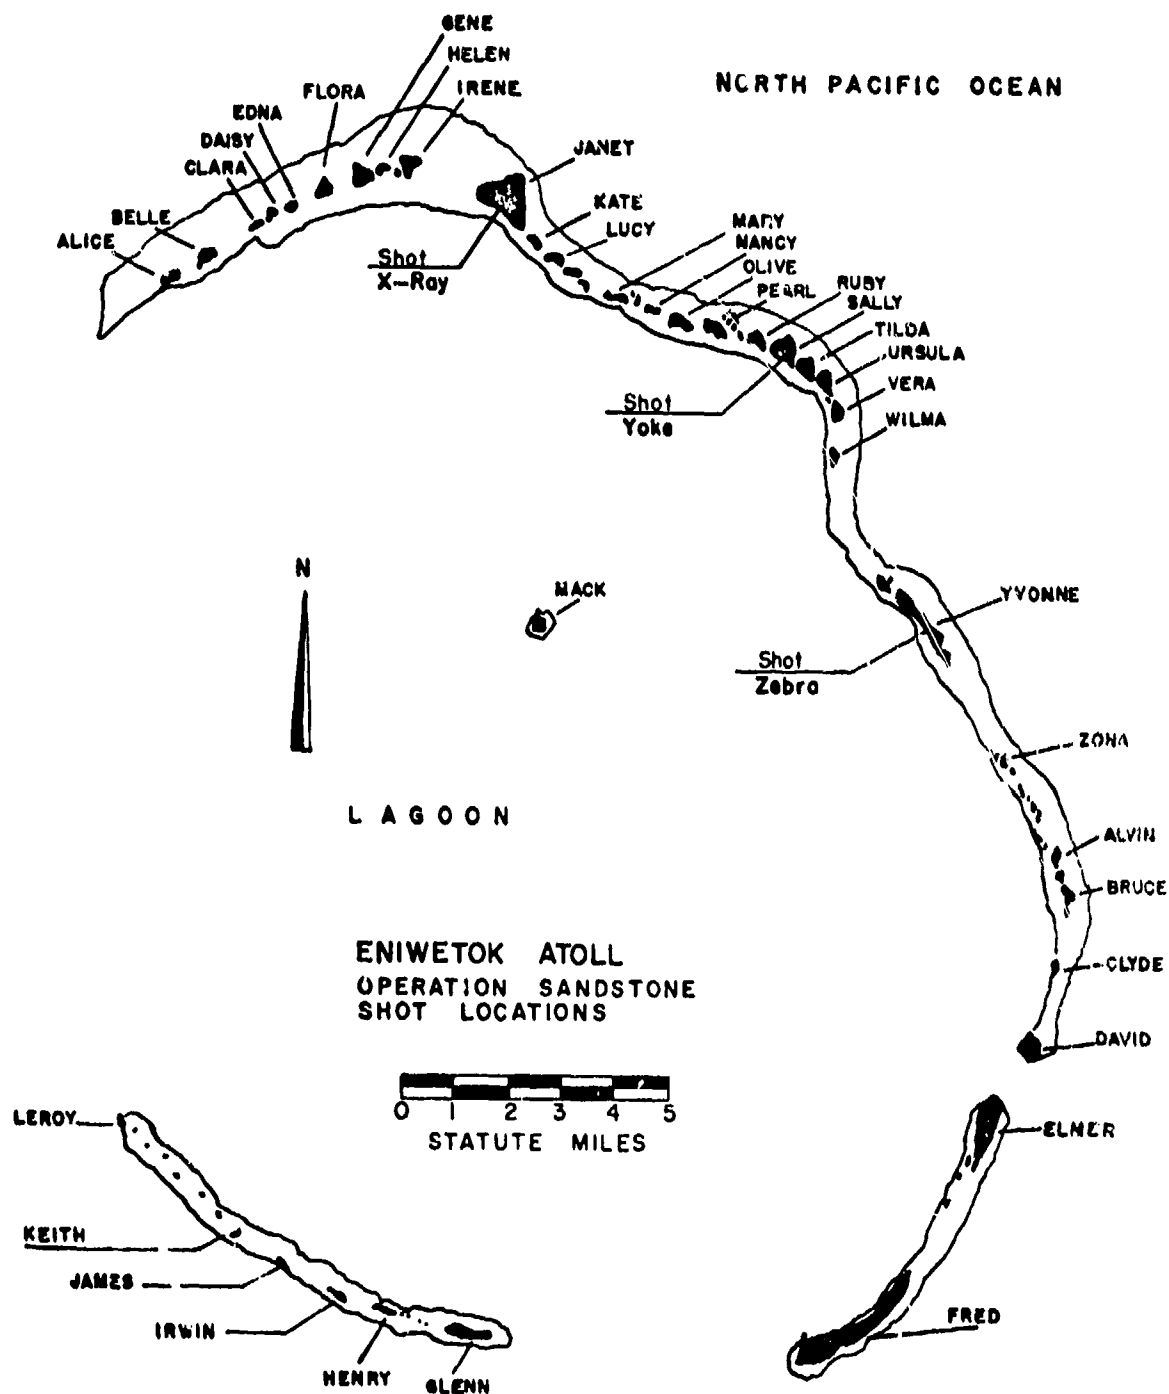 GENE
HELEN
IRENE
FLORA
EDNA
DAISY
CLARA
BELLE
ALICE
NORTH PACIFIC OCEAN
JANET
KATE
LUCY
MARY
NANCY
OLIVE
PEARL
RUBY
SALLY
TILDA
URSULA
VERA
WILMA
Shot
X-Ray
Shot
Yoke
N
MACK
YVONNE
Shot
Zebra
ZONA
LAGOON
ALVIN
BRUCE
CLYDE
DAVID
ENIWETOK ATOLL
OPERATION SANDSTONE
SHOT LOCATIONS
0 1 2 3 4 5
STATUTE MILES
LEROY
KEITH
JAMES
IRWIN
HENRY
GLENN
ELMER
FRED